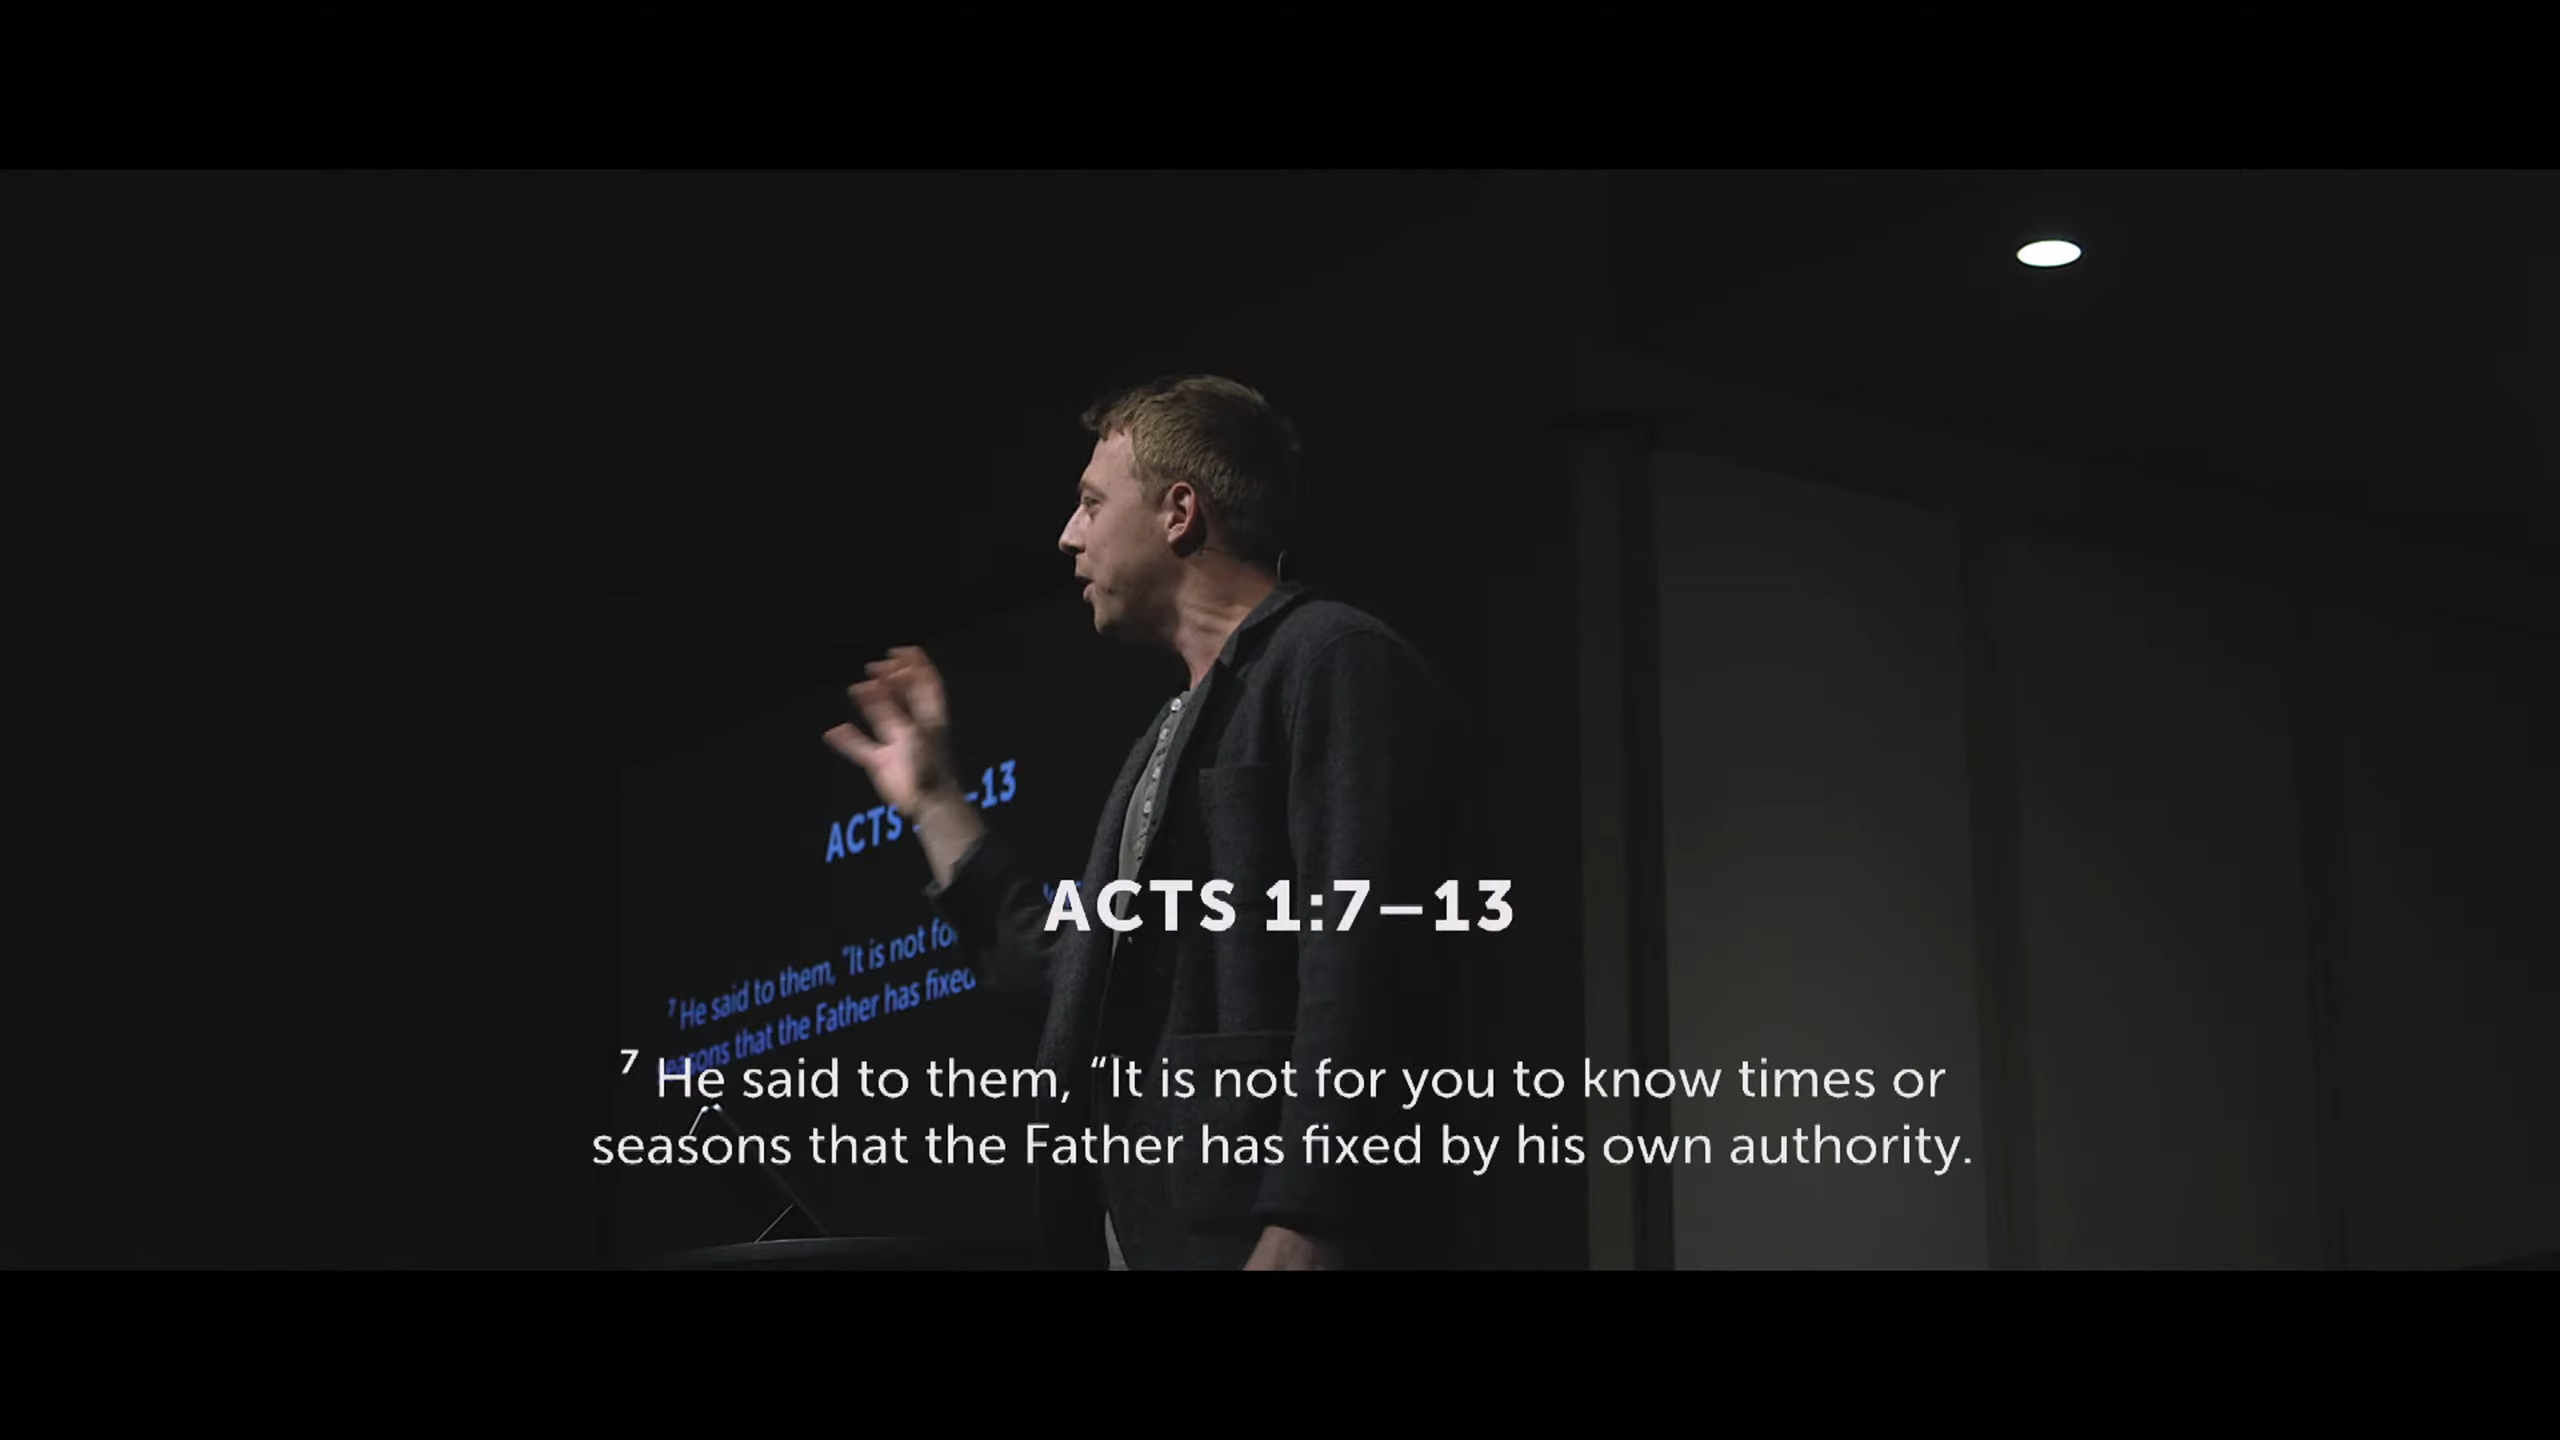 ACTS –13
7 He said to them, “It is not for
seasons that the Father has fixed
ACTS 1:7–13
7 He said to them, “It is not for you to know times or
seasons that the Father has fixed by his own authority.